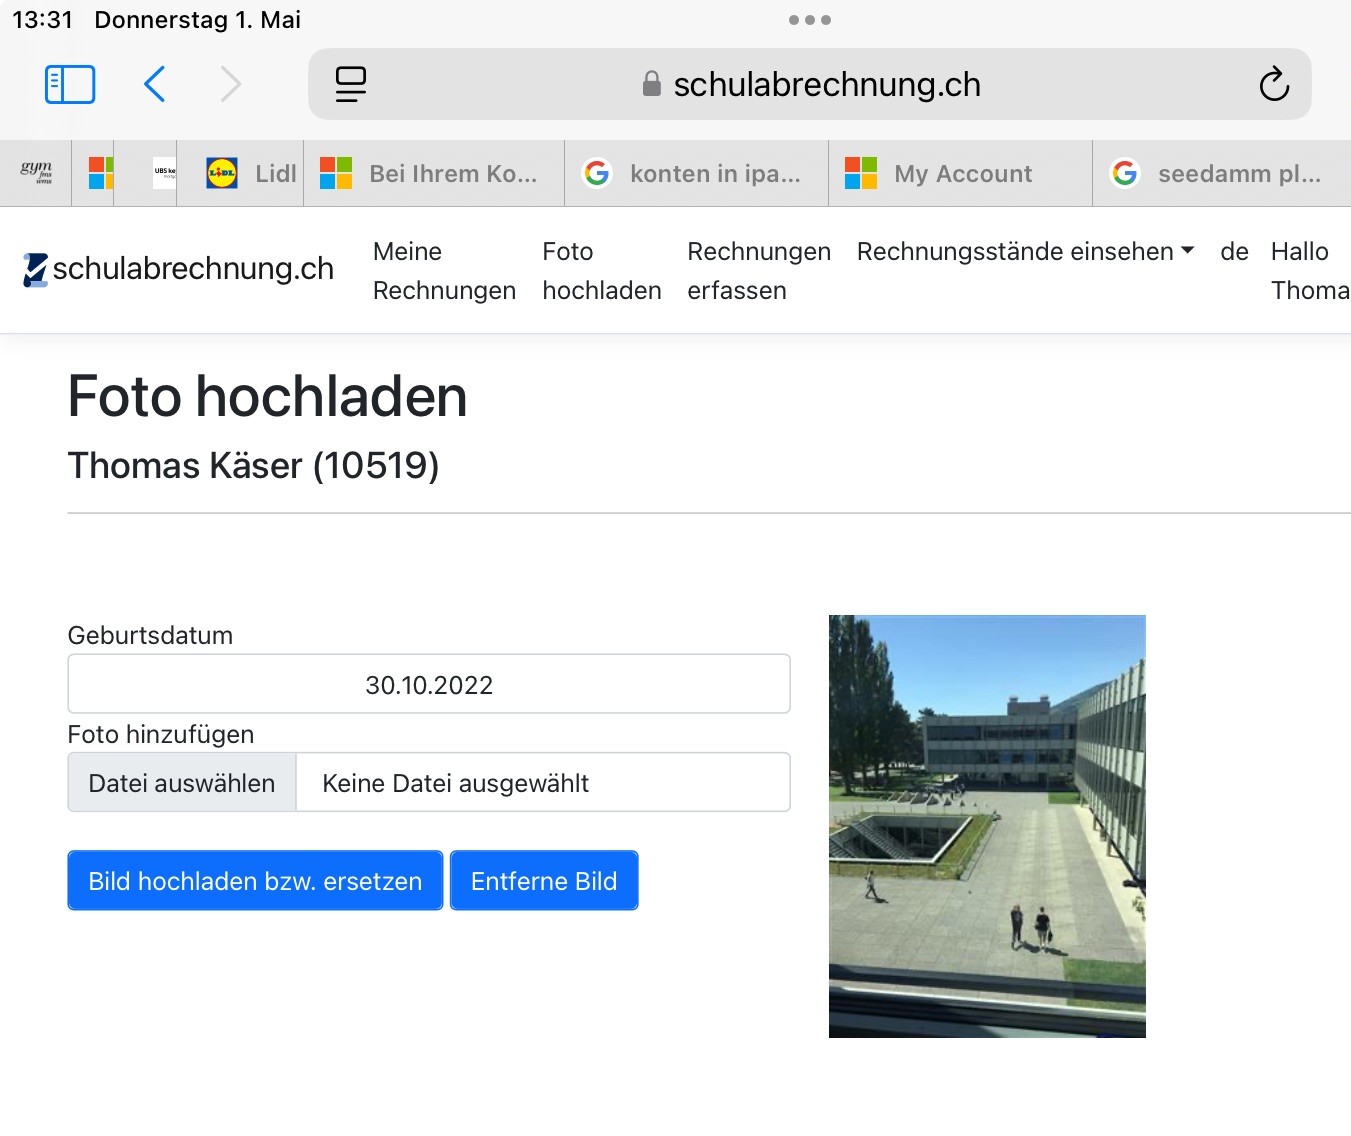 13:31 Donnerstag 1. Mai
schulabrechnung.ch
gym
UBS ke
LIDL
Lidl
Bei Ihrem Ko...
konten in ipa...
My Account
seedamm pl...
schulabrechnung.ch
Meine
Rechnungen
Foto
hochladen
Rechnungen
erfassen
Rechnungsstände einsehen
de
Hallo
Thoma
Foto hochladen
Thomas Käser (10519)
Geburtsdatum
30.10.2022
Foto hinzufügen
Datei auswählen Keine Datei ausgewählt
Bild hochladen bzw. ersetzen Entferne Bild